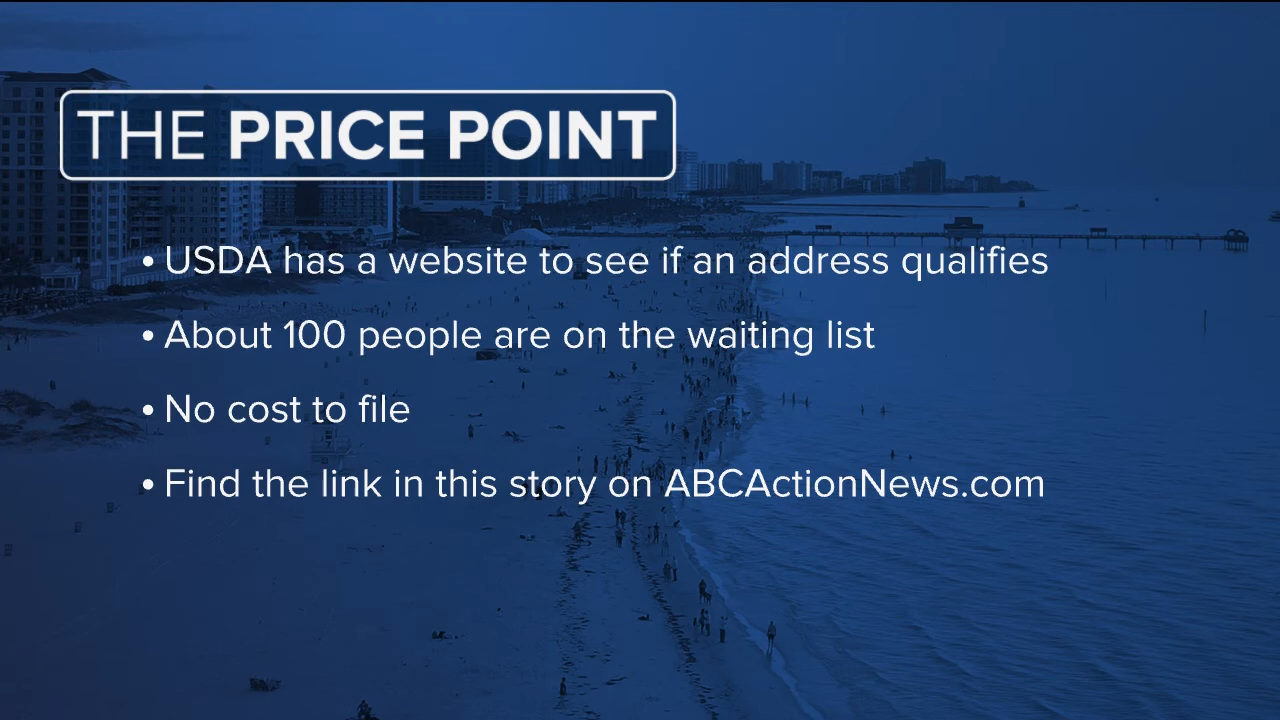 THE PRICE POINT
• USDA has a website to see if an address qualifies
• About 100 people are on the waiting list
• No cost to file
• Find the link in this story on ABCActionNews.com